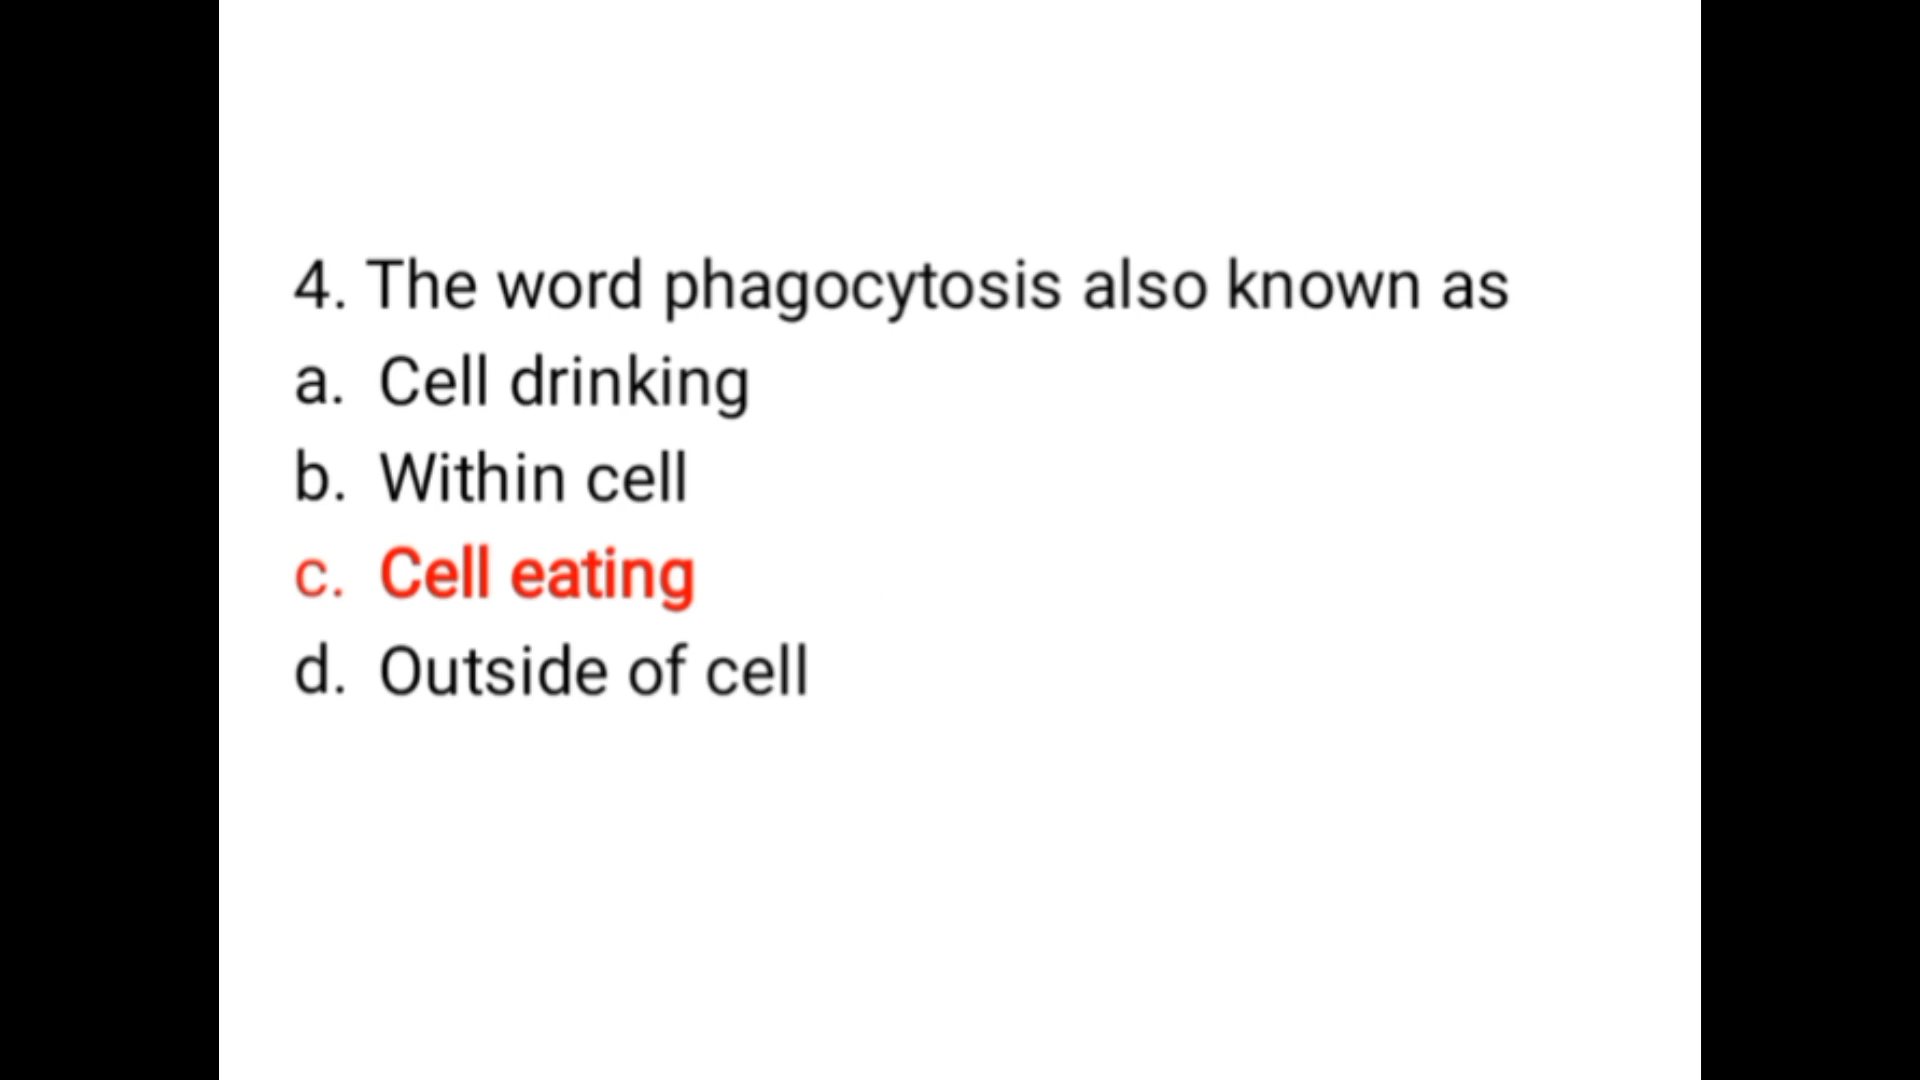 4. The word phagocytosis also known as
a. Cell drinking
b. Within cell
c. Cell eating
d. Outside of cell